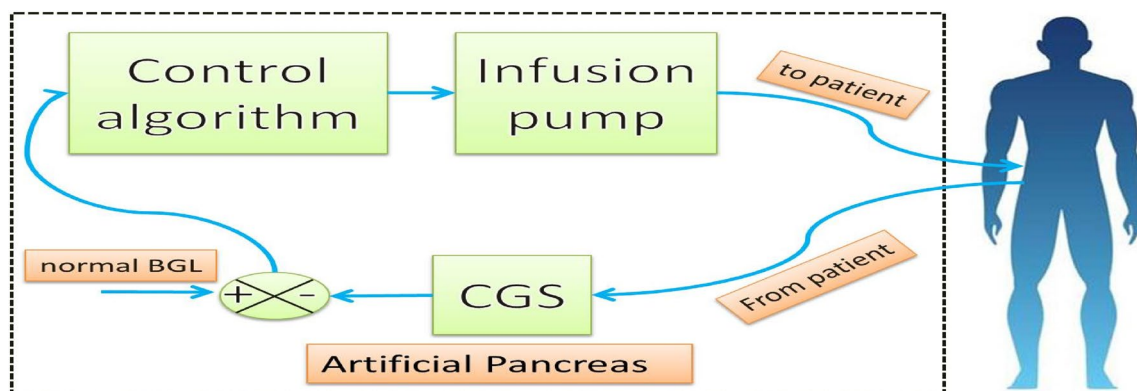 Control
algorithm
Infusion
pump
to patient
From patient
CGS
normal BGL
+ -
Artificial Pancreas